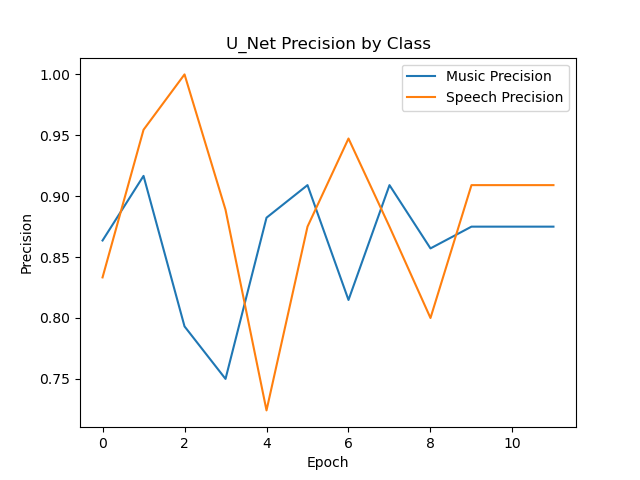 U_Net Precision by Class
Music Precision
Speech Precision
Precision
1.00
0.95
0.90
0.85
0.80
0.75
0 2 4 6 8 10
Epoch